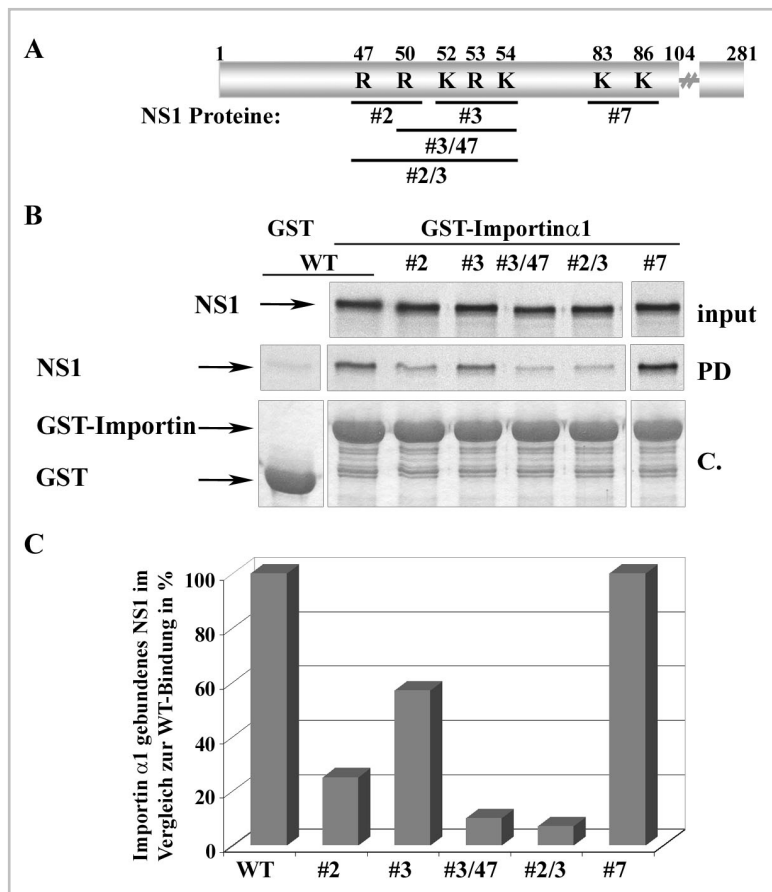 A
1 47 50 52 53 54 83 86 104 281
R R K R K K K
NS1 Proteine: #2 #3 #7
#3/47
#2/3
B
GST GST-Importinα1
WT #2 #3 #3/47 #2/3 #7
NS1 input
NS1 PD
GST-Importin
C.
GST
C
Importin α1 gebundenes NS1 im
Vergleich zur WT-Bindung in %
100
80
60
40
20
0
WT #2 #3 #3/47 #2/3 #7